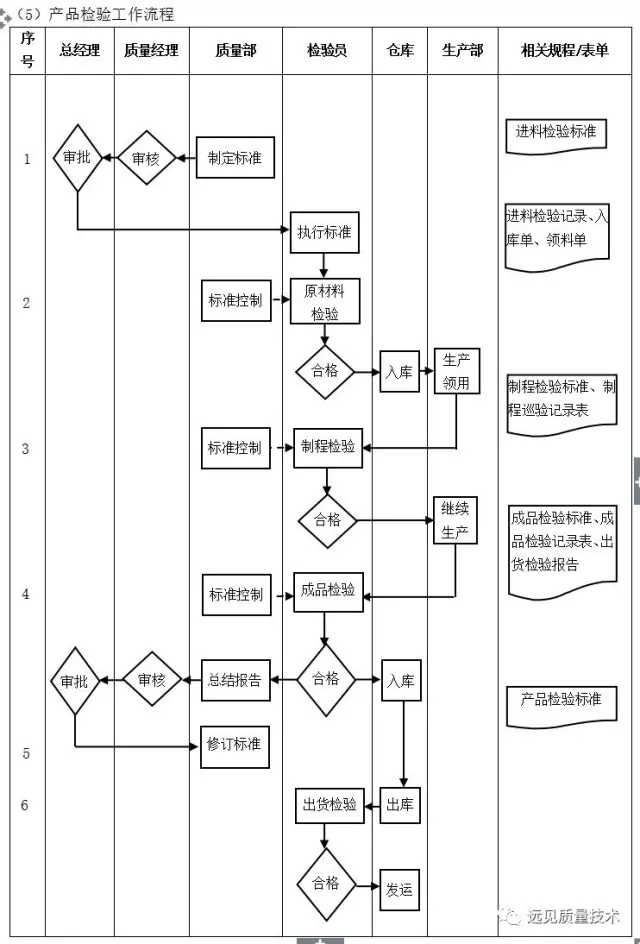 （5）产品检验工作流程
序号
总经理
质量经理
质量部
检验员
仓库
生产部
相关规程/表单
1
审批
审核
制定标准
进料检验标准
执行标准
进料检验记录、入
库单、领料单
2
标准控制
原材料
检验
合格
入库
生产
领用
制程检验标准、制
程巡验记录表
3
标准控制
制程检验
合格
继续
生产
成品检验标准、成
品检验记录表、出
货检验报告
4
标准控制
成品检验
审批
审核
总结报告
合格
入库
产品检验标准
修订标准
5
6
出货检验
出库
合格
发运
远见质量技术